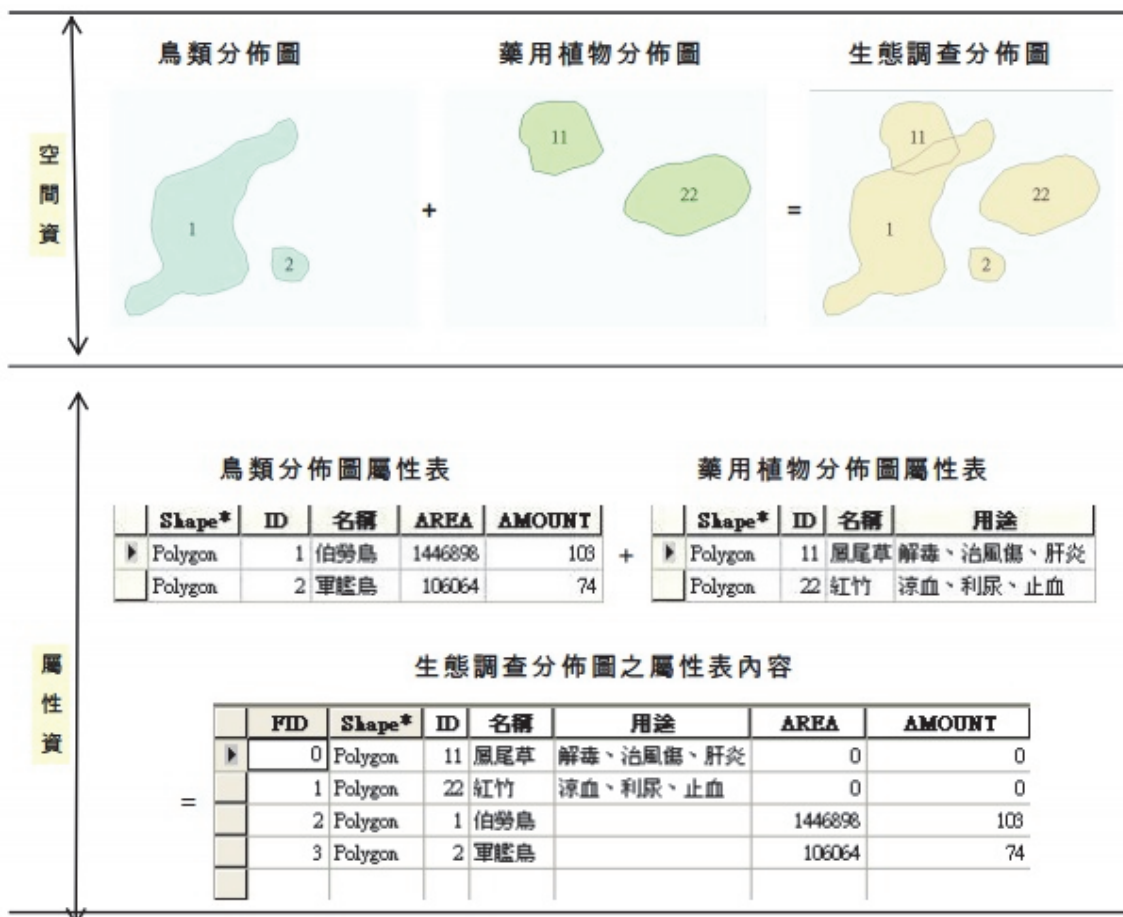 鳥類分佈圖 藥用植物分佈圖 生態調查分佈圖
空間資
1
2
+
11
22
=
11
1
22
2
屬性資
鳥類分佈圖屬性表 藥用植物分佈圖屬性表
Shape* ID 名稱 AREA AMOUNT
Polygon 1 伯勞鳥 1446898 103
Polygon 2 軍艦鳥 106064 74
+
Shape* ID 名稱 用途
Polygon 11 鳳尾草 解毒、治風傷、肝炎
Polygon 22 紅竹 涼血、利尿、止血
生態調查分佈圖之屬性表內容
=
FID Shape* ID 名稱 用途 AREA AMOUNT
0 Polygon 11 鳳尾草 解毒、治風傷、肝炎 0 0
1 Polygon 22 紅竹 涼血、利尿、止血 0 0
2 Polygon 1 伯勞鳥 1446898 103
3 Polygon 2 軍艦鳥 106064 74